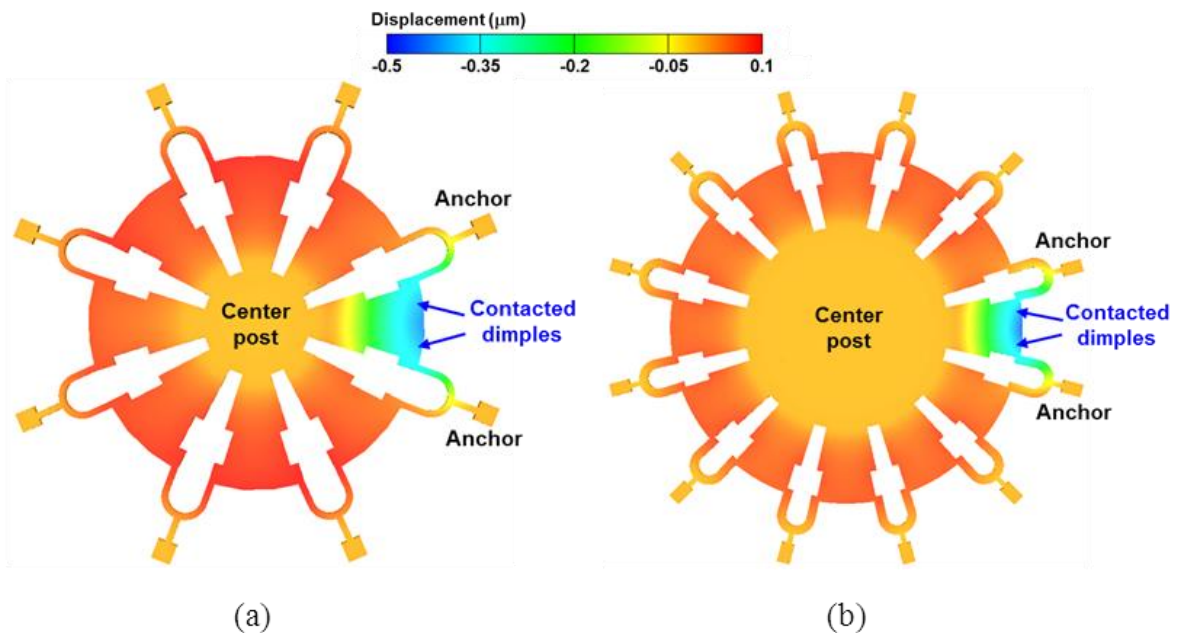 Displacement (μm)
-0.5 -0.35 -0.2 -0.05 0.1
Anchor
Center
post
Contacted
dimples
Anchor
Anchor
Center
post
Contacted
dimples
Anchor
(a)
(b)